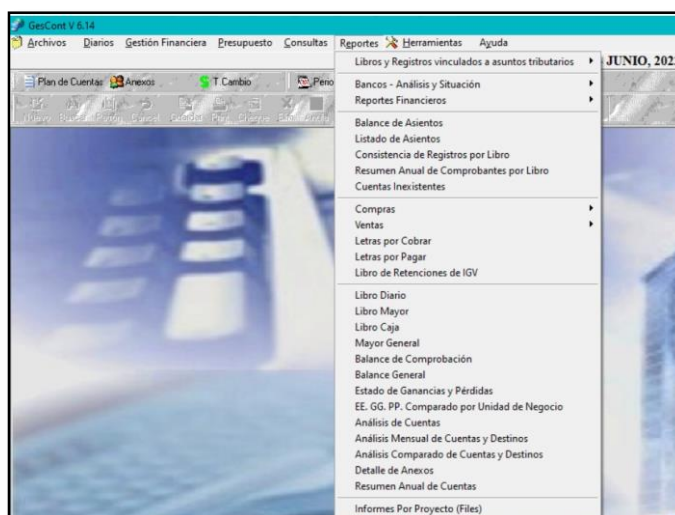 GesCont V 6.14
Archivos Diarios Gestión Financiera Presupuesto Consultas Reportes Herramientas Ayuda
Libros y Registros vinculados a asuntos tributarios
JUNIO, 202
Plan de Cuentas Anexos T Cambio Perio
Bancos - Análisis y Situación
Reportes Financieros
Nuevo Cancel Print Cheque
Balance de Asientos
Listado de Asientos
Consistencia de Registros por Libro
Resumen Anual de Comprobantes por Libro
Cuentas Inexistentes
Compras
Ventas
Letras por Cobrar
Letras por Pagar
Libro de Retenciones de IGV
Libro Diario
Libro Mayor
Libro Caja
Mayor General
Balance de Comprobación
Balance General
Estado de Ganancias y Pérdidas
EE. GG. PP. Comparado por Unidad de Negocio
Análisis de Cuentas
Análisis Mensual de Cuentas y Destinos
Análisis Comparado de Cuentas y Destinos
Detalle de Anexos
Resumen Anual de Cuentas
Informes Por Proyecto (Files)